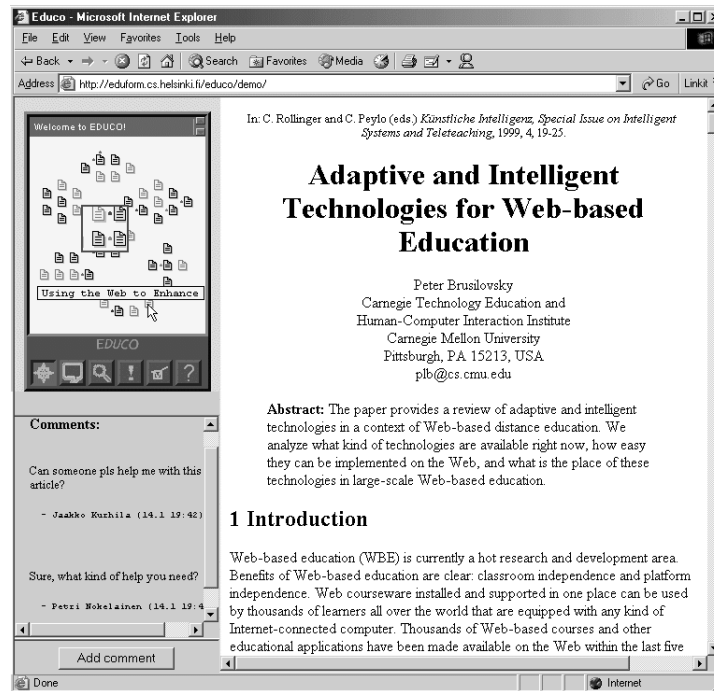 Educo - Microsoft Internet Explorer
File Edit View Favorites Tools Help
Back Search Favorites Media
Address http://eduform.cs.helsinki.fi/educo/demo/ Go Linkit
Welcome to EDUCO!
Using the Web to Enhance
EDUCO
Comments:
Can someone pls help me with this
article?
- Jaakko Kurhila (14.1 19:42)
Sure, what kind of help you need?
- Petri Nokelainen (14.1 19:4
Add comment
In: C. Rollinger and C. Peylo (eds.) Künstliche Intelligenz, Special Issue on Intelligent
Systems and Teleteaching, 1999, 4, 19-25.
Adaptive and Intelligent
Technologies for Web-based
Education
Peter Brusilovsky
Carnegie Technology Education and
Human-Computer Interaction Institute
Carnegie Mellon University
Pittsburgh, PA 15213, USA
plb@cs.cmu.edu
Abstract: The paper provides a review of adaptive and intelligent
technologies in a context of Web-based distance education. We
analyze what kind of technologies are available right now, how easy
they can be implemented on the Web, and what is the place of these
technologies in large-scale Web-based education.
1 Introduction
Web-based education (WBE) is currently a hot research and development area.
Benefits of Web-based education are clear: classroom independence and platform
independence. Web courseware installed and supported in one place can be used
by thousands of learners all over the world that are equipped with any kind of
Internet-connected computer. Thousands of Web-based courses and other
educational applications have been made available on the Web within the last five
Done Internet